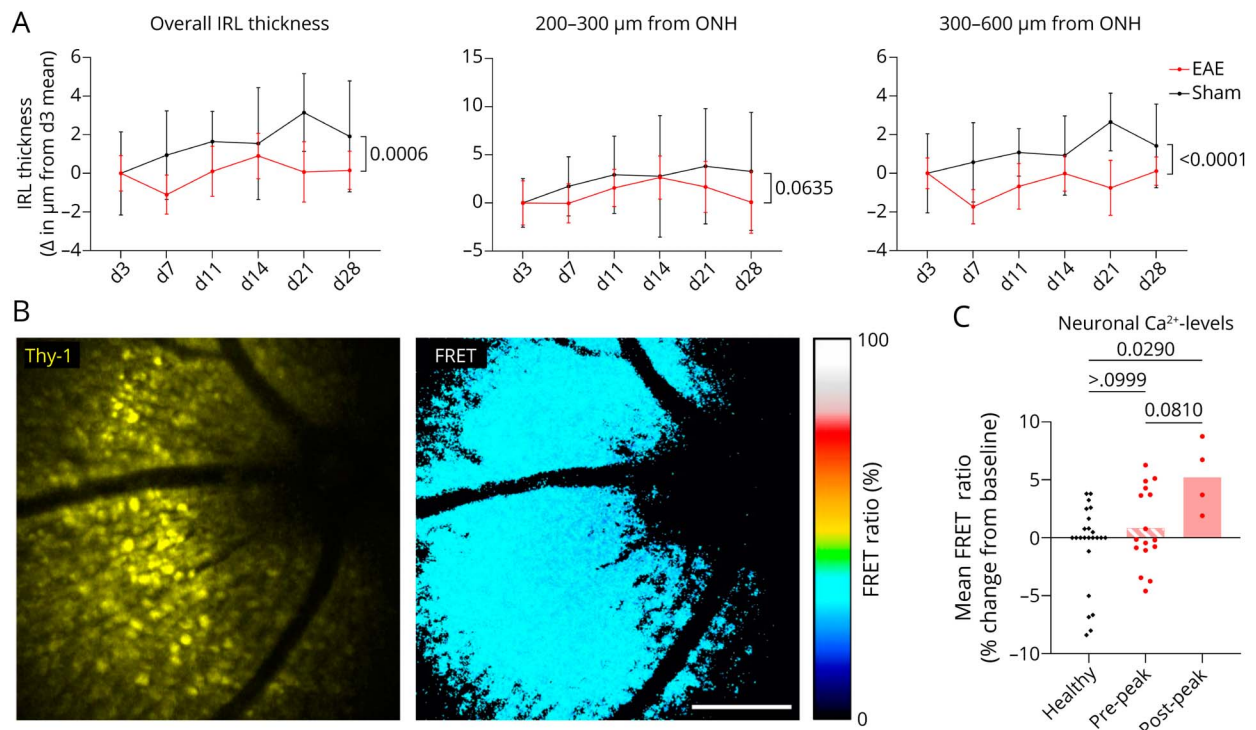 A
Overall IRL thickness
200–300 µm from ONH
300–600 µm from ONH
IRL thickness
(Δ in µm from d3 mean)
6
4
2
0
−2
−4
d3
d7
d11
d14
d21
d28
0.0006
15
10
5
0
−5
d3
d7
d11
d14
d21
d28
0.0635
6
4
2
0
−2
−4
d3
d7
d11
d14
d21
d28
<0.0001
EAE
Sham
B
Thy-1
FRET
100
0
FRET ratio (%)
C
Neuronal Ca²⁺-levels
0.0290
>.0999
0.0810
Mean FRET ratio
(% change from baseline)
10
5
0
−5
−10
Healthy
Pre-peak
Post-peak